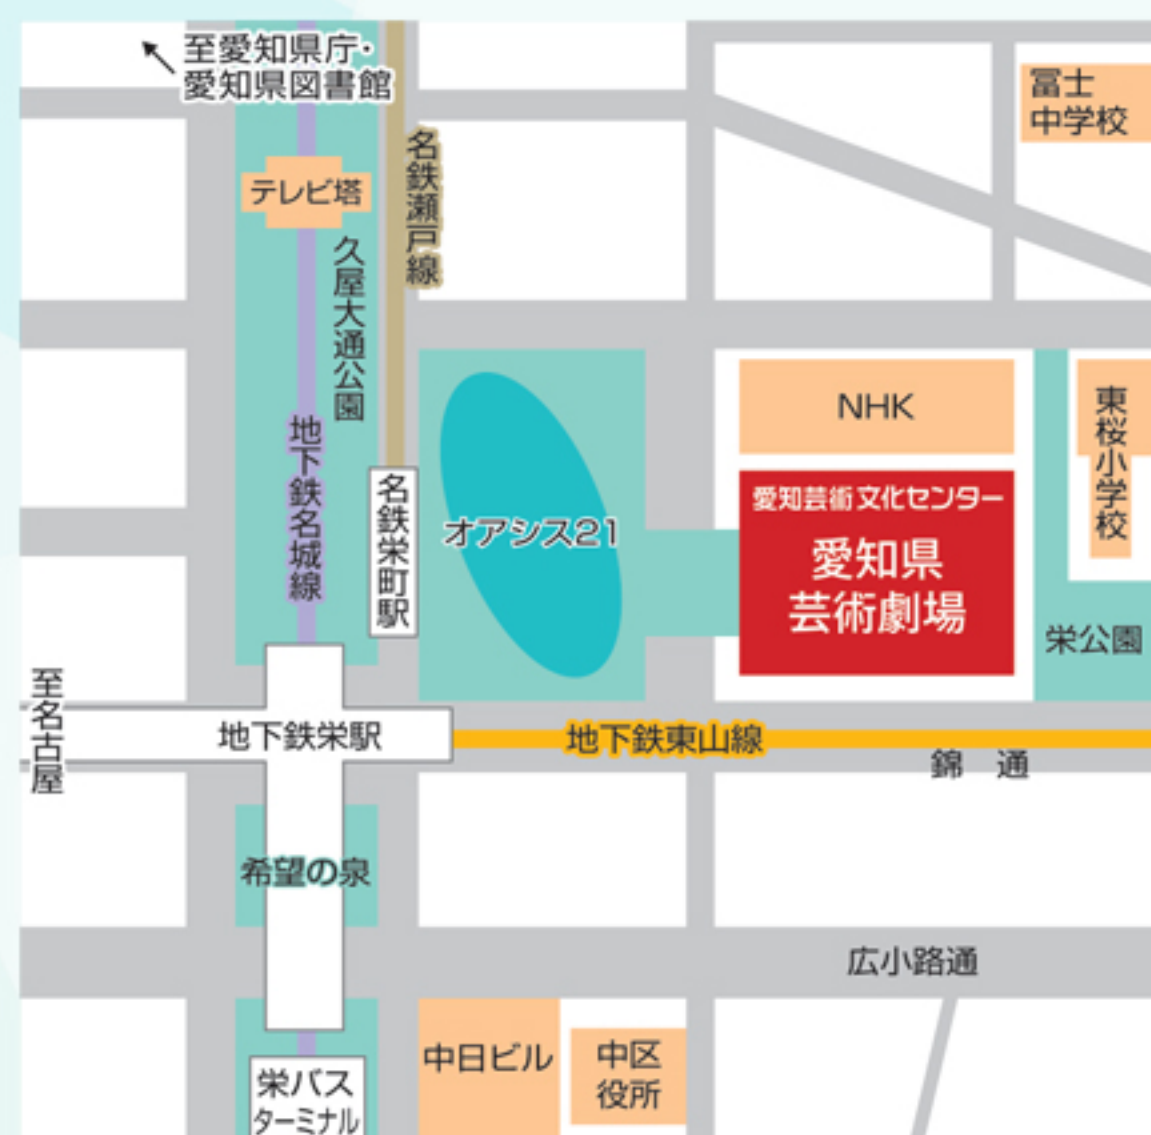 至愛知県庁・
愛知県図書館
冨士
中学校
テレビ塔
名鉄瀬戸線
久屋大通公園
地下鉄名城線
名鉄栄町駅
オアシス21
NHK
愛知芸術文化センター
愛知県
芸術劇場
東桜小学校
栄公園
至名古屋
地下鉄栄駅
地下鉄東山線
錦 通
希望の泉
広小路通
中日ビル
中区
役所
栄バス
ターミナル